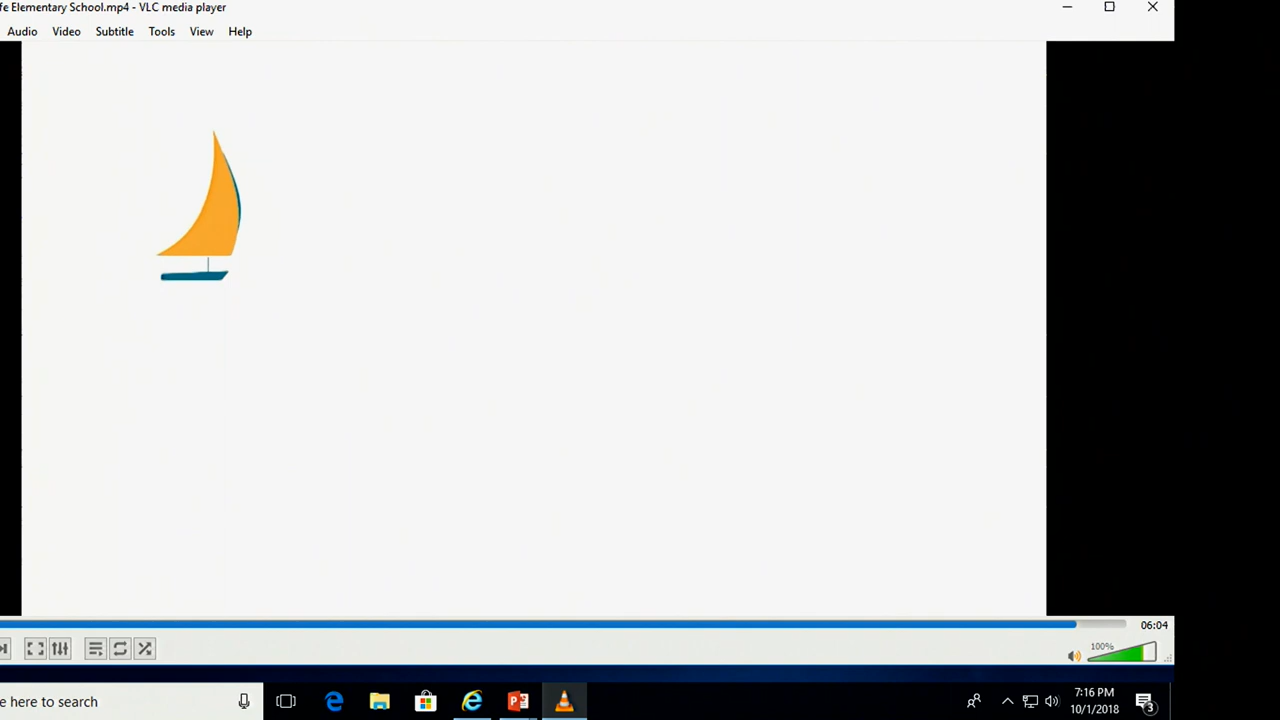 fe Elementary School.mp4 - VLC media player
Audio Video Subtitle Tools View Help
06:04
100%
e here to search
7:16 PM
10/1/2018
3